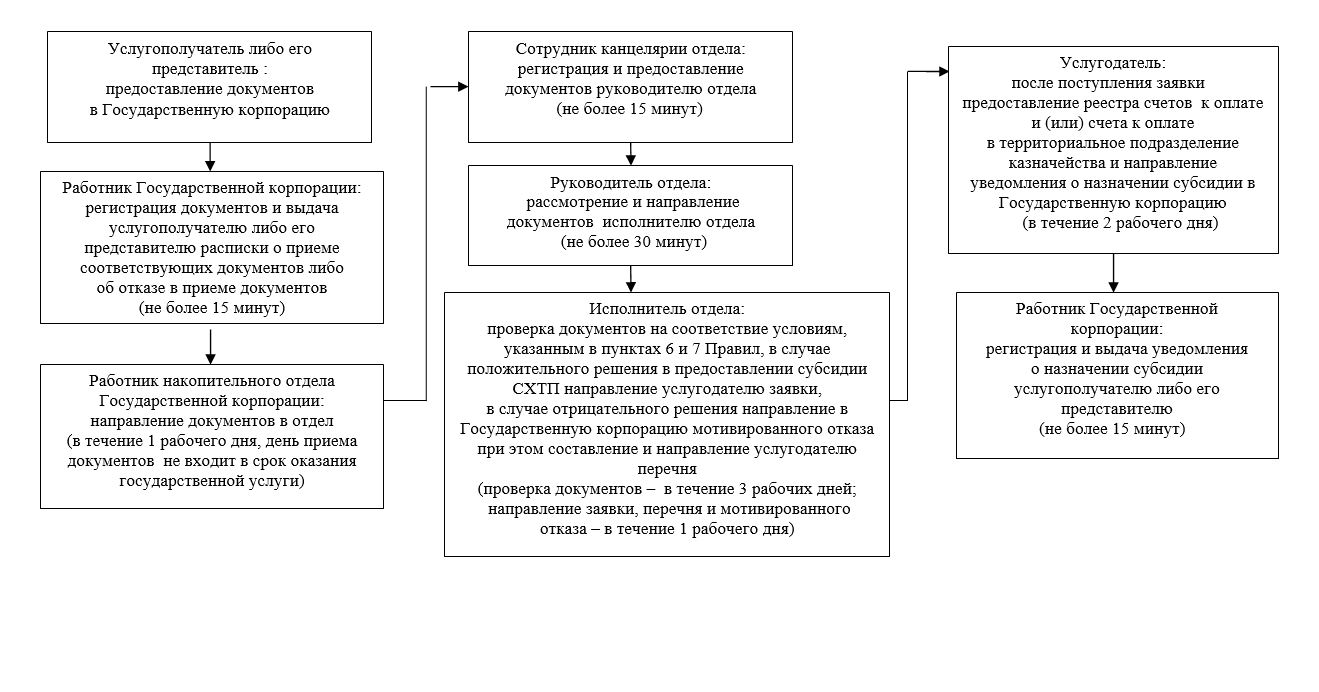 Услугополучатель либо его
представитель :
предоставление документов
в Государственную корпорацию
Работник Государственной корпорации:
регистрация документов и выдача
услугополучателю либо его
представителю расписки о приеме
соответствующих документов либо
об отказе в приеме документов
(не более 15 минут)
Работник накопительного отдела
Государственной корпорации:
направление документов в отдел
(в течение 1 рабочего дня, день приема
документов не входит в срок оказания
государственной услуги)
Сотрудник канцелярии отдела:
регистрация и предоставление
документов руководителю отдела
(не более 15 минут)
Руководитель отдела:
рассмотрение и направление
документов исполнителю отдела
(не более 30 минут)
Исполнитель отдела:
проверка документов на соответствие условиям,
указанным в пунктах 6 и 7 Правил, в случае
положительного решения в предоставлении субсидии
СХТП направление услугодателю заявки,
в случае отрицательного решения направление в
Государственную корпорацию мотивированного отказа
при этом составление и направление услугодателю
перечня
(проверка документов – в течение 3 рабочих дней;
направление заявки, перечня и мотивированного
отказа – в течение 1 рабочего дня)
Услугодатель:
после поступления заявки
предоставление реестра счетов к оплате
и (или) счета к оплате
в территориальное подразделение
казначейства и направление
уведомления о назначении субсидии в
Государственную корпорацию
(в течение 2 рабочего дня)
Работник Государственной
корпорации:
регистрация и выдача уведомления
о назначении субсидии
услугополучателю либо его
представителю
(не более 15 минут)